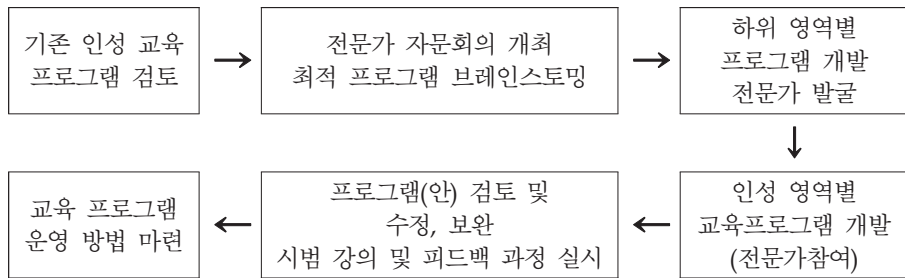 기존 인성 교육
프로그램 검토
전문가 자문회의 개최
최적 프로그램 브레인스토밍
하위 영역별
프로그램 개발
전문가 발굴
인성 영역별
교육프로그램 개발
(전문가참여)
프로그램(안) 검토 및
수정, 보완
시범 강의 및 피드백 과정 실시
교육 프로그램
운영 방법 마련